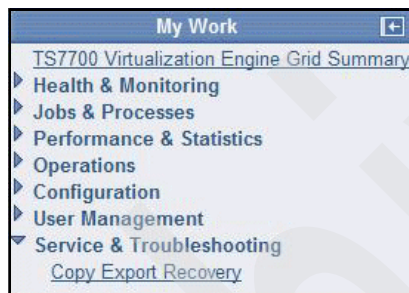 My Work
TS7700 Virtualization Engine Grid Summary
Health & Monitoring
Jobs & Processes
Performance & Statistics
Operations
Configuration
User Management
Service & Troubleshooting
Copy Export Recovery